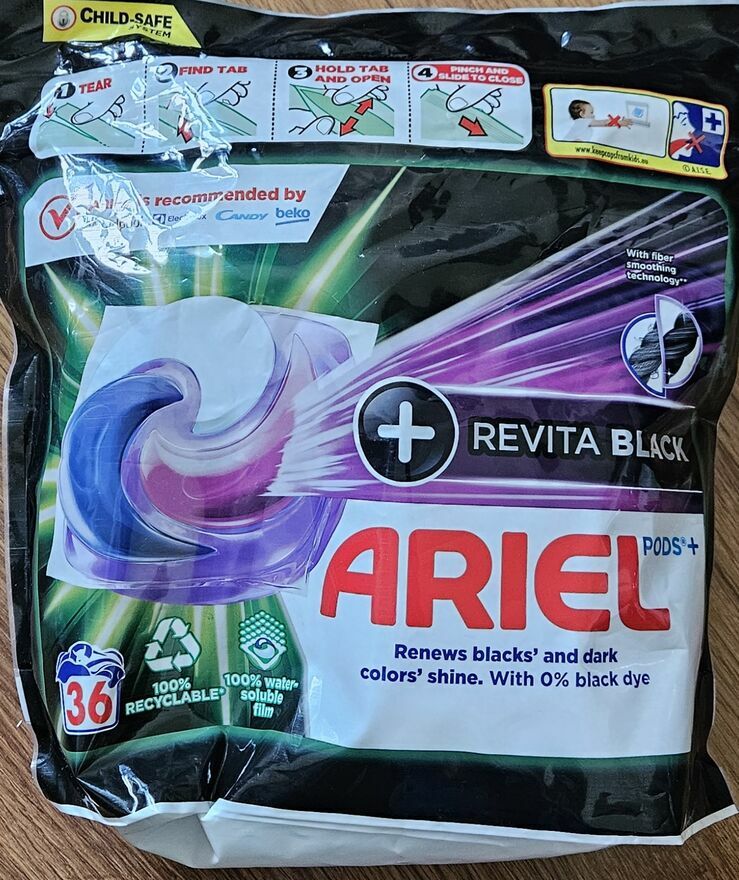 CHILD-SAFE
SYSTEM
1 TEAR
2 FIND TAB
3 HOLD TAB
AND OPEN
4 PINCH AND
SLIDE TO CLOSE
www.keepcapsfromkids.eu
© A.I.S.E.
is recommended by
CANDY beko
With fiber
smoothing
technology**
+ REVITA BLACK
ARIEL
PODS®+
Renews blacks' and dark
colors' shine. With 0% black dye
36
100%
RECYCLABLE*
100% water-
soluble
film